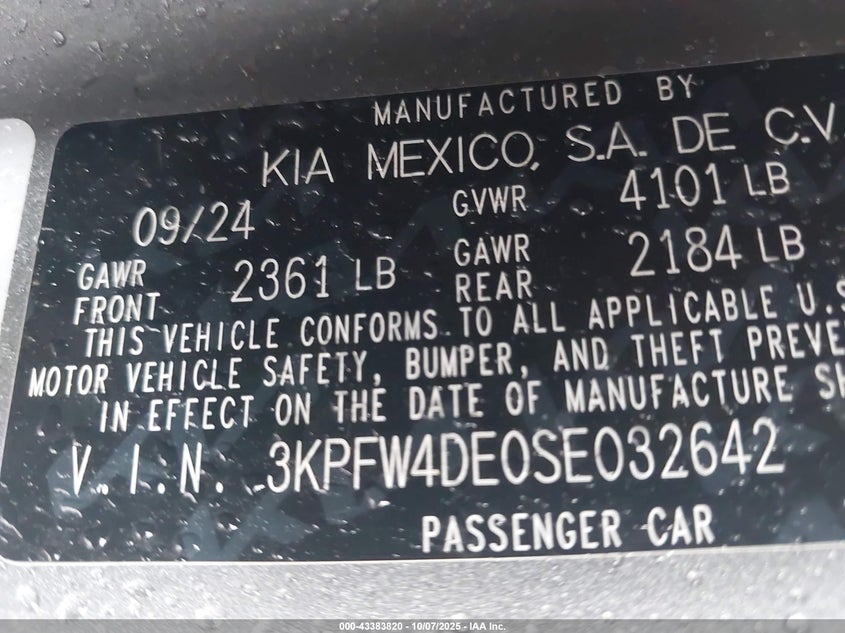 MANUFACTURED BY
KIA MEXICO, S.A. DE C.V.
09/24 GVWR 4101 LB
GAWR FRONT 2361 LB GAWR REAR 2184 LB
THIS VEHICLE CONFORMS TO ALL APPLICABLE U.S
MOTOR VEHICLE SAFETY, BUMPER, AND THEFT PREVE
IN EFFECT ON THE DATE OF MANUFACTURE SH
V.I.N. 3KPFW4DE0SE032642
PASSENGER CAR
000-43383820 - 10/07/2025 - IAA Inc.